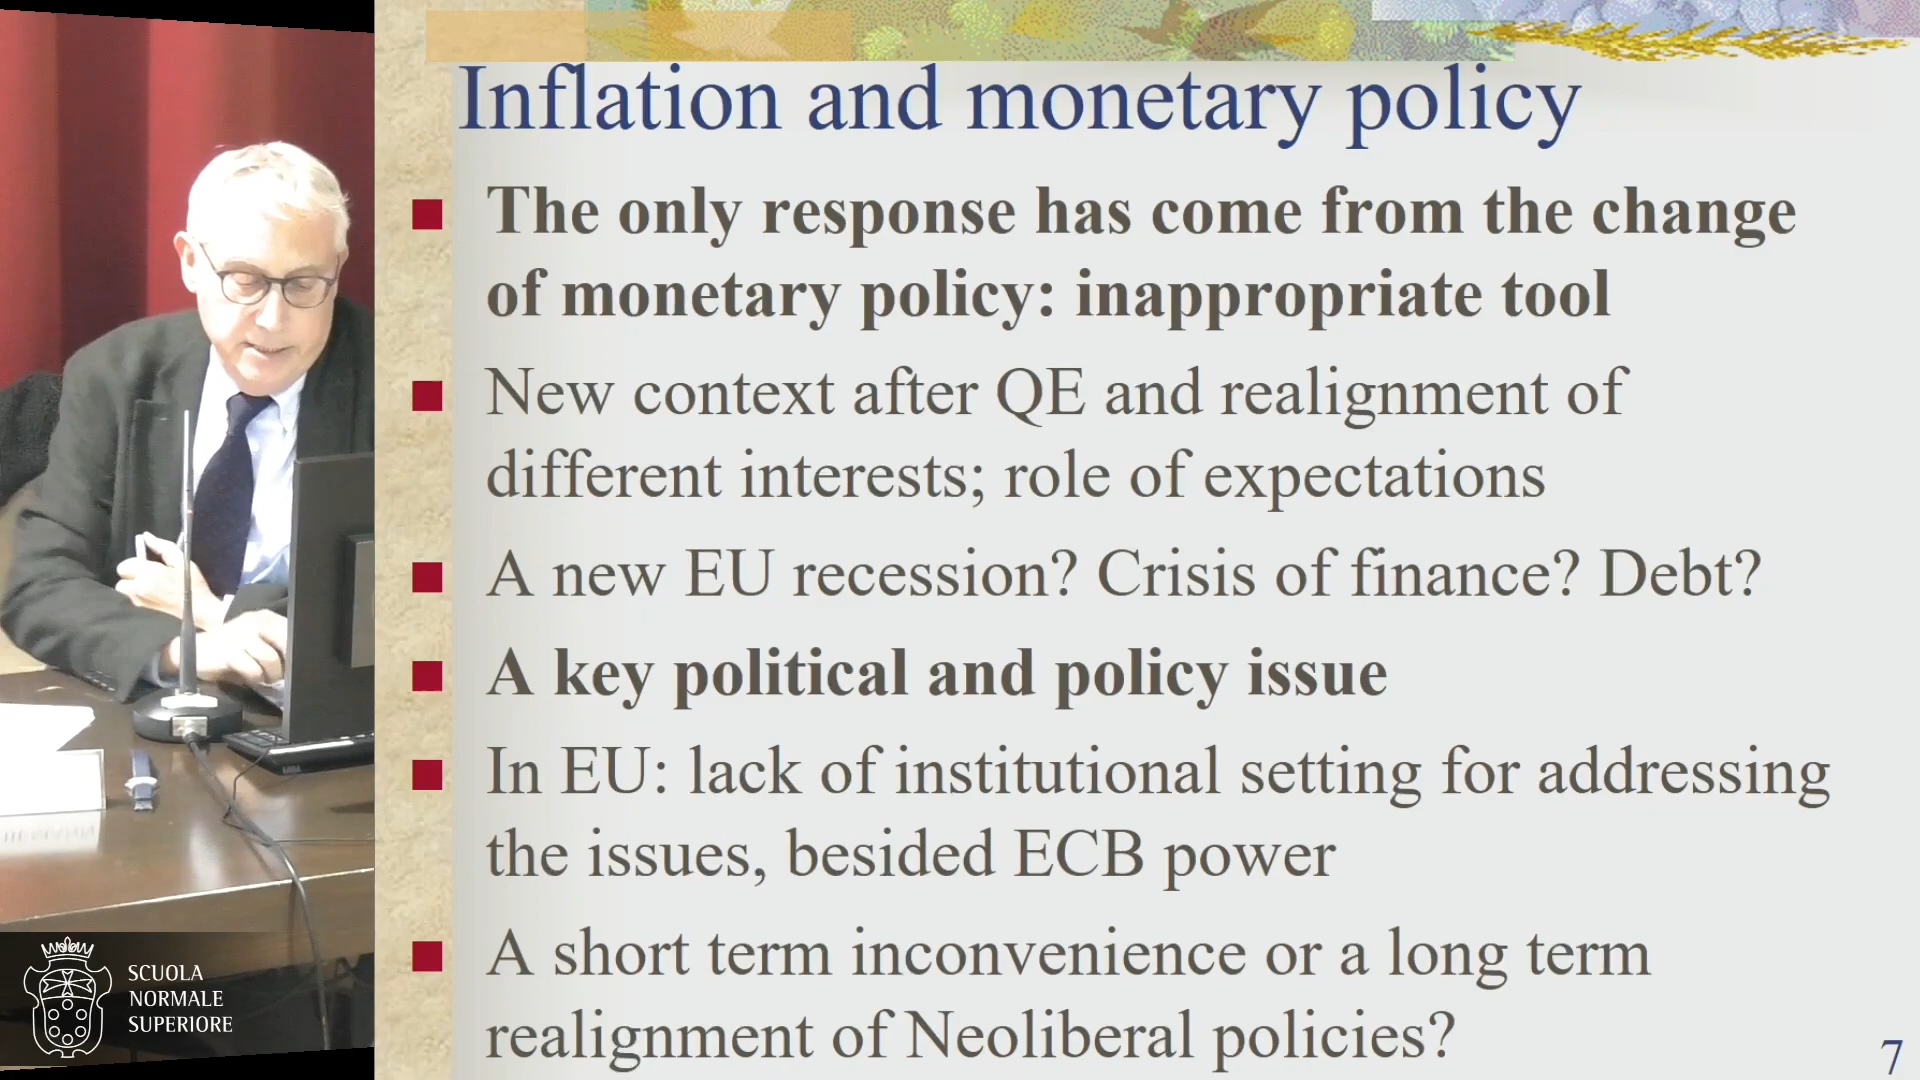 Inflation and monetary policy
The only response has come from the change
of monetary policy: inappropriate tool
New context after QE and realignment of
different interests; role of expectations
A new EU recession? Crisis of finance? Debt?
A key political and policy issue
In EU: lack of institutional setting for addressing
the issues, besided ECB power
A short term inconvenience or a long term
realignment of Neoliberal policies?
7
SCUOLA
NORMALE
SUPERIORE